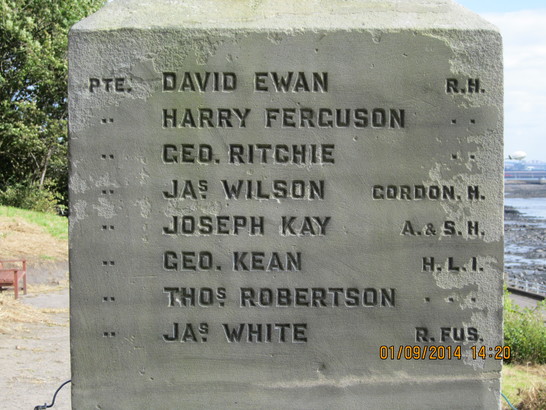 PTE. DAVID EWAN R.H.
" HARRY FERGUSON " "
" GEO. RITCHIE " "
" JAS. WILSON GORDON. H.
" JOSEPH KAY A. & S. H.
" GEO. KEAN H. L. I.
" THOS. ROBERTSON " " "
" JAS. WHITE R. FUS.
01/09/2014 14:20